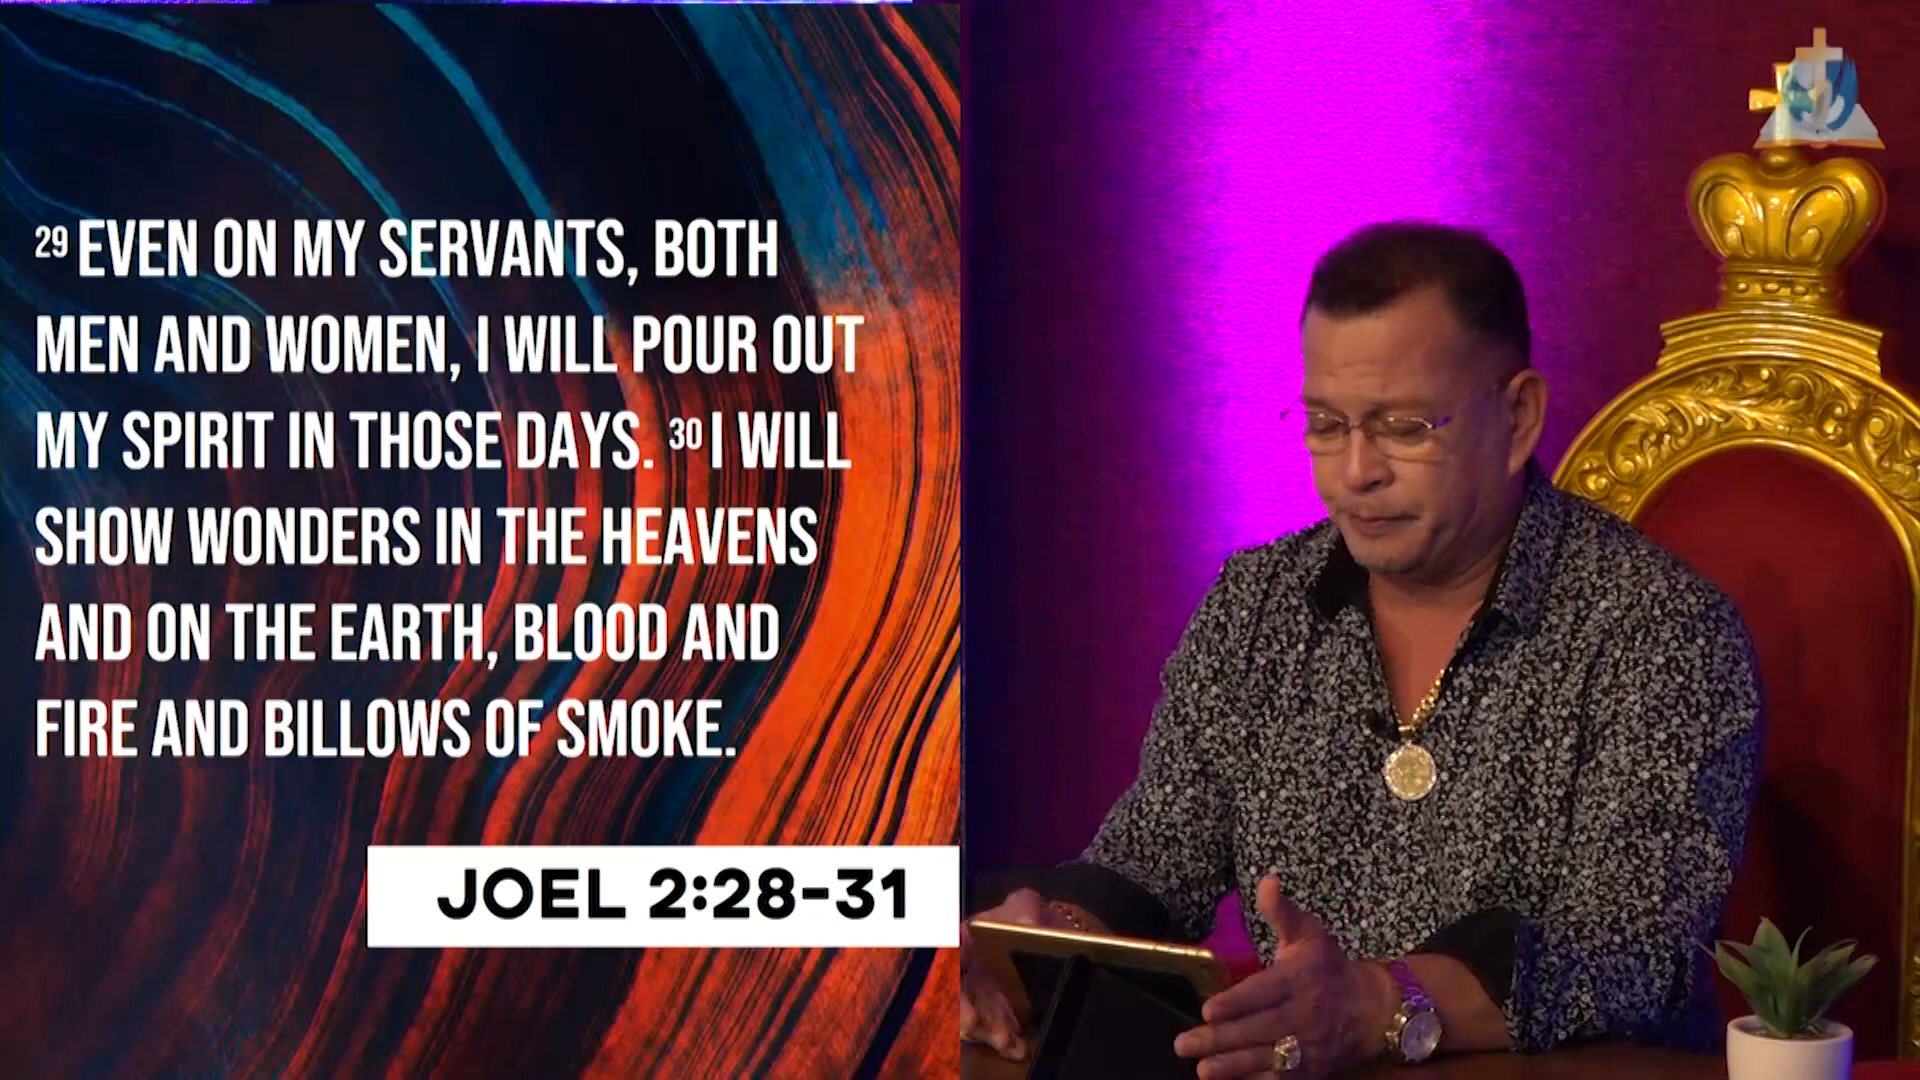 29 EVEN ON MY SERVANTS, BOTH
MEN AND WOMEN, I WILL POUR OUT
MY SPIRIT IN THOSE DAYS. 30 I WILL
SHOW WONDERS IN THE HEAVENS
AND ON THE EARTH, BLOOD AND
FIRE AND BILLOWS OF SMOKE.
JOEL 2:28-31